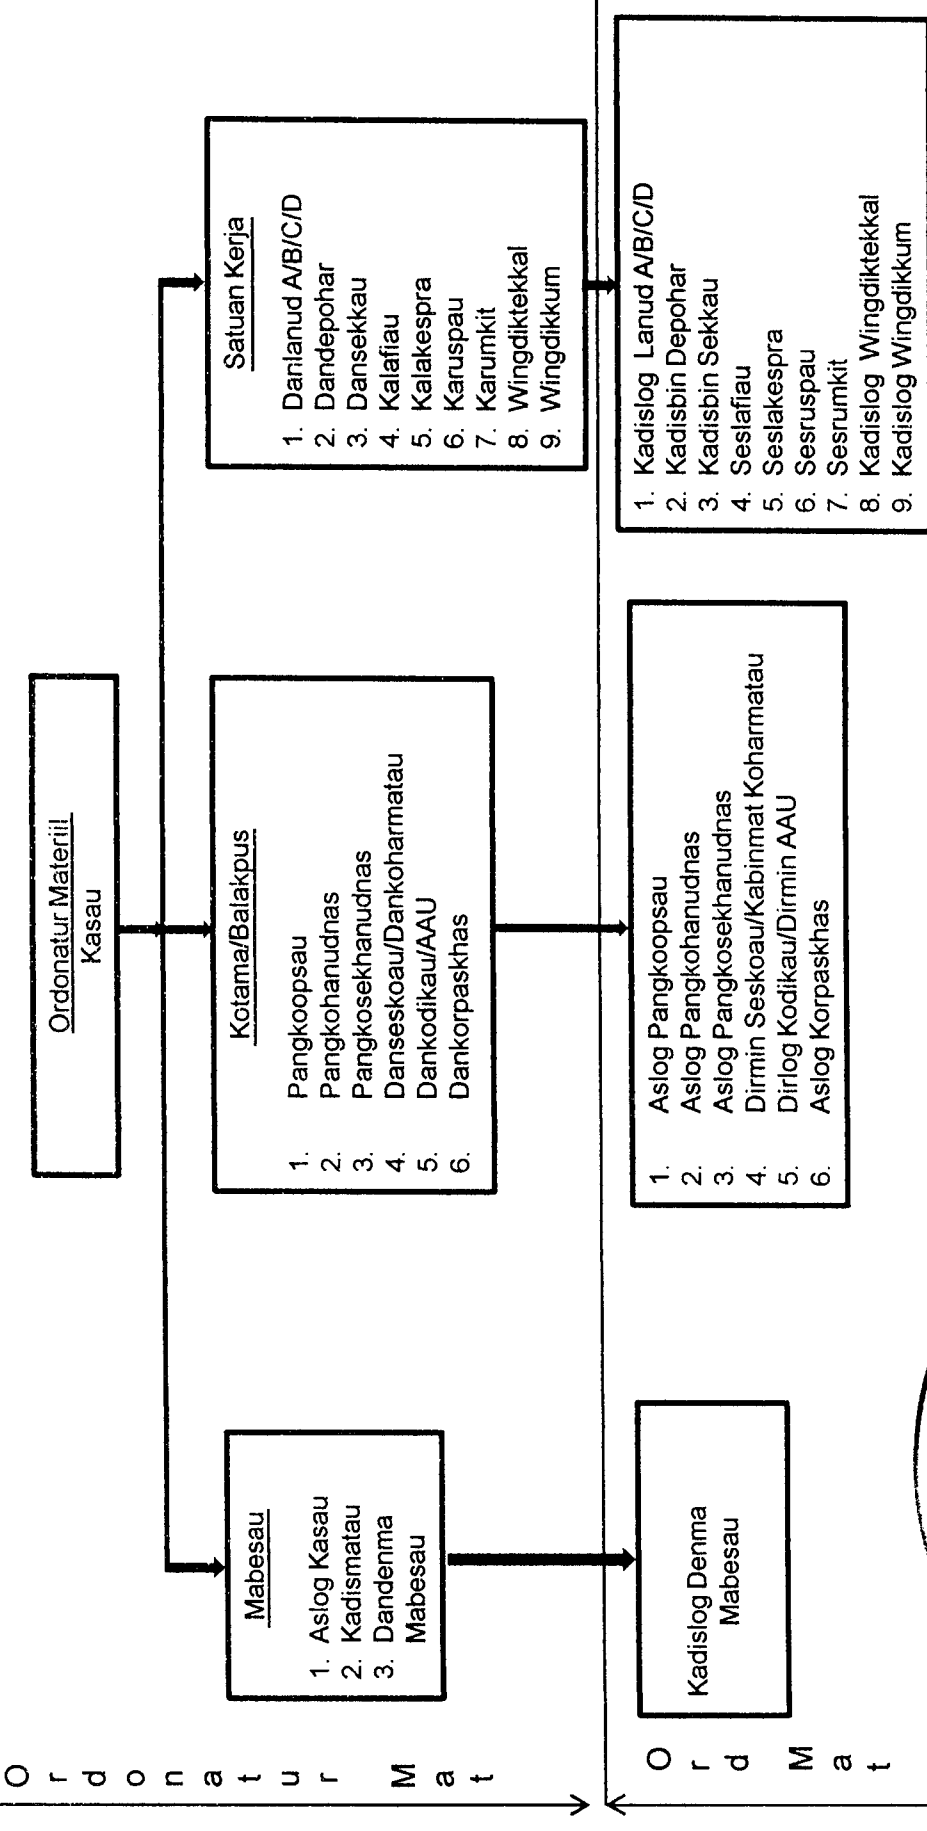 Ordonatur Materiil
Kasau
Ordonatur Mat
Mabesau
1. Aslog Kasau
2. Kadismatau
3. Dandenma
Mabesau
Kotama/Balakpus
1. Pangkoopsau
2. Pangkohanudnas
3. Pangkosekhanudnas
4. Danseskoau/Dankoharmatau
5. Dankodikau/AAU
6. Dankorpaskhas
Satuan Kerja
1. Danlanud A/B/C/D
2. Dandepohar
3. Dansekkau
4. Kalafiau
5. Kalakespra
6. Karuspau
7. Karumkit
8. Wingdiktekkal
9. Wingdikkum
Ord Mat
Kadislog Denma
Mabesau
1. Aslog Pangkoopsau
2. Aslog Pangkohanudnas
3. Aslog Pangkosekhanudnas
4. Dirmin Seskoau/Kabinmat Koharmatau
5. Dirlog Kodikau/Dirmin AAU
6. Aslog Korpaskhas
1. Kadislog Lanud A/B/C/D
2. Kadisbin Depohar
3. Kadisbin Sekkau
4. Seslafiau
5. Seslakespra
6. Sesruspau
7. Sesrumkit
8. Kadislog Wingdiktekkal
9. Kadislog Wingdikkum